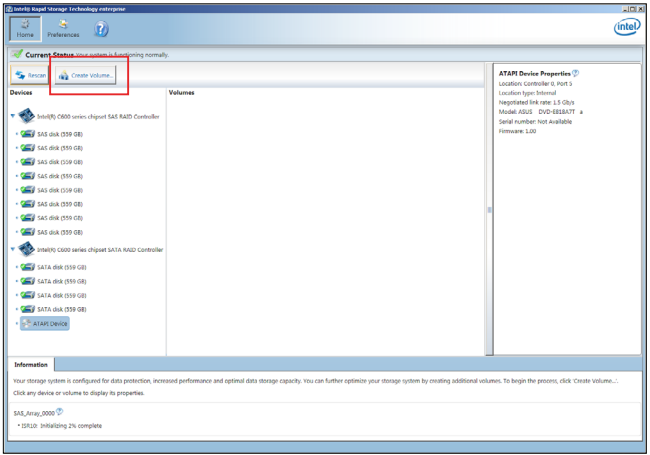 Intel® Rapid Storage Technology enterprise
Home
Preferences
intel
Current Status Your system is functioning normally.
Rescan
Create Volume...
Devices
Volumes
Intel(R) C600 series chipset SAS RAID Controller
SAS disk (559 GB)
SAS disk (559 GB)
SAS disk (559 GB)
SAS disk (559 GB)
SAS disk (559 GB)
SAS disk (559 GB)
SAS disk (559 GB)
SAS disk (559 GB)
Intel(R) C600 series chipset SATA RAID Controller
SATA disk (559 GB)
SATA disk (559 GB)
SATA disk (559 GB)
SATA disk (559 GB)
ATAPI Device
ATAPI Device Properties
Location: Controller 0, Port 5
Location type: Internal
Negotiated link rate: 1.5 Gb/s
Model: ASUS DVD-E818A7T a
Serial number: Not Available
Firmware: 1.00
Information
Your storage system is configured for data protection, increased performance and optimal data storage capacity. You can further optimize your storage system by creating additional volumes. To begin the process, click 'Create Volume...'.
Click any device or volume to display its properties.
SAS_Array_0000
• ISR10: Initializing 2% complete